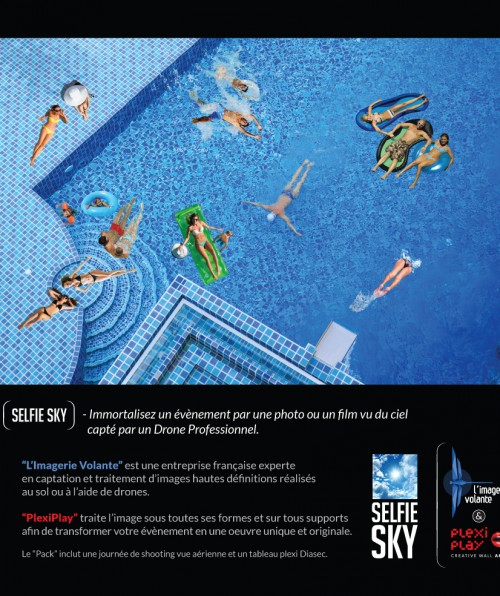 SELFIE SKY
- Immortalisez un évènement par une photo ou un film vu du ciel
capté par un Drone Professionnel.
“L’Imagerie Volante” est une entreprise française experte
en captation et traitement d’images hautes définitions réalisés
au sol ou à l’aide de drones.
“PlexiPlay” traite l’image sous toutes ses formes et sur tous supports
afin de transformer votre évènement en une oeuvre unique et originale.
Le “Pack” inclut une journée de shooting vue aérienne et un tableau plexi Diasec.
SELFIE
SKY
l’image
volante
&
PLEXI
PLAY
CREATIVE WALL A